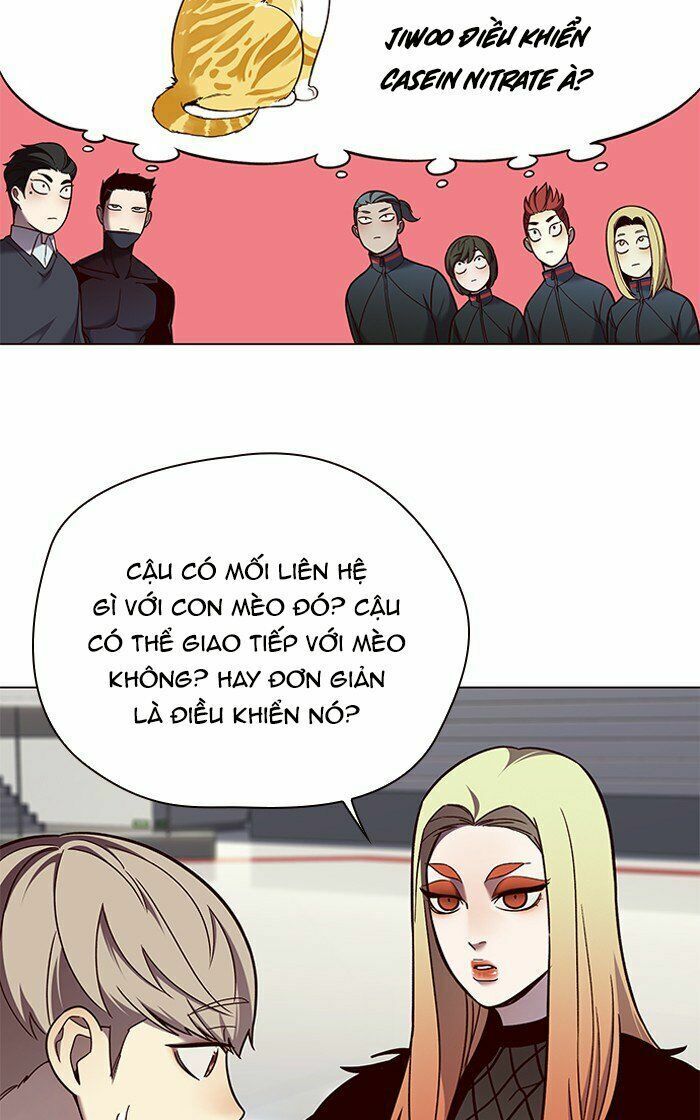 JIWOO ĐIỀU KHIỂN
CASEIN NITRATE À?
CẬU CÓ MỐI LIÊN HỆ
GÌ VỚI CON MÈO ĐÓ? CẬU
CÓ THỂ GIAO TIẾP VỚI MÈO
KHÔNG? HAY ĐƠN GIẢN
LÀ ĐIỀU KHIỂN NÓ?